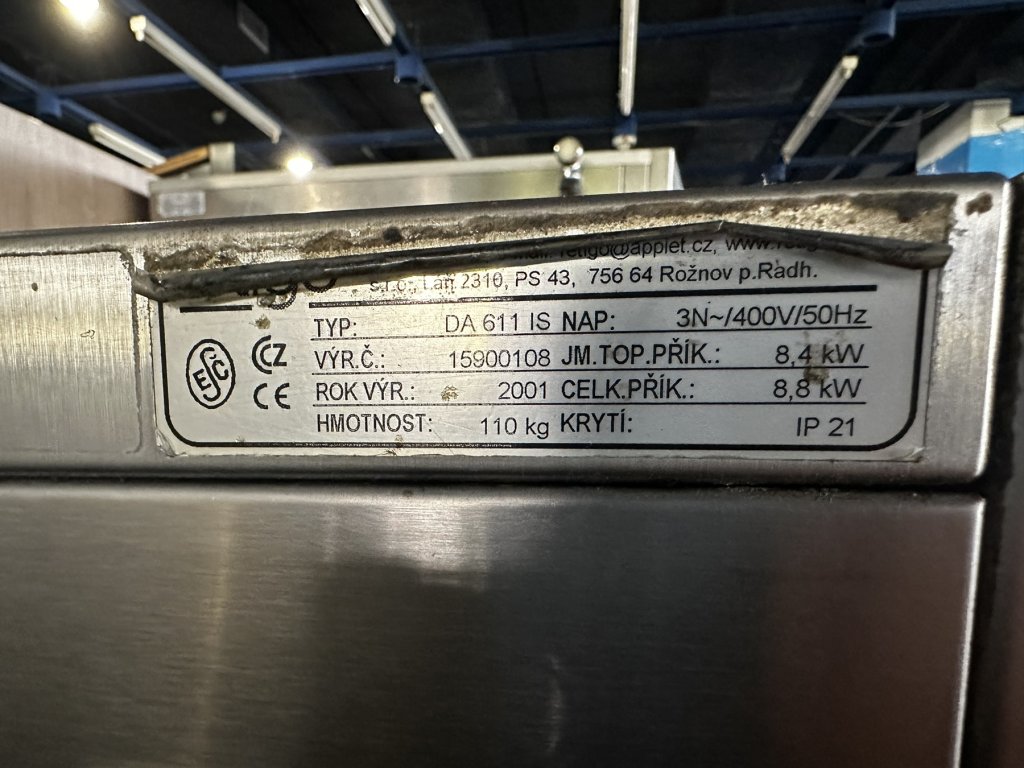 retigo@applet.cz, www.
s.r.o., Láň 2310, PS 43, 756 64 Rožnov p.Radh.
TYP: DA 611 IS NAP: 3N~/400V/50Hz
VÝR.Č.: 15900108 JM.TOP.PŘÍK.: 8,4 kW
ROK VÝR.: 2001 CELK.PŘÍK.: 8,8 kW
HMOTNOST: 110 kg KRYTÍ: IP 21
ESČ
CZ
CE